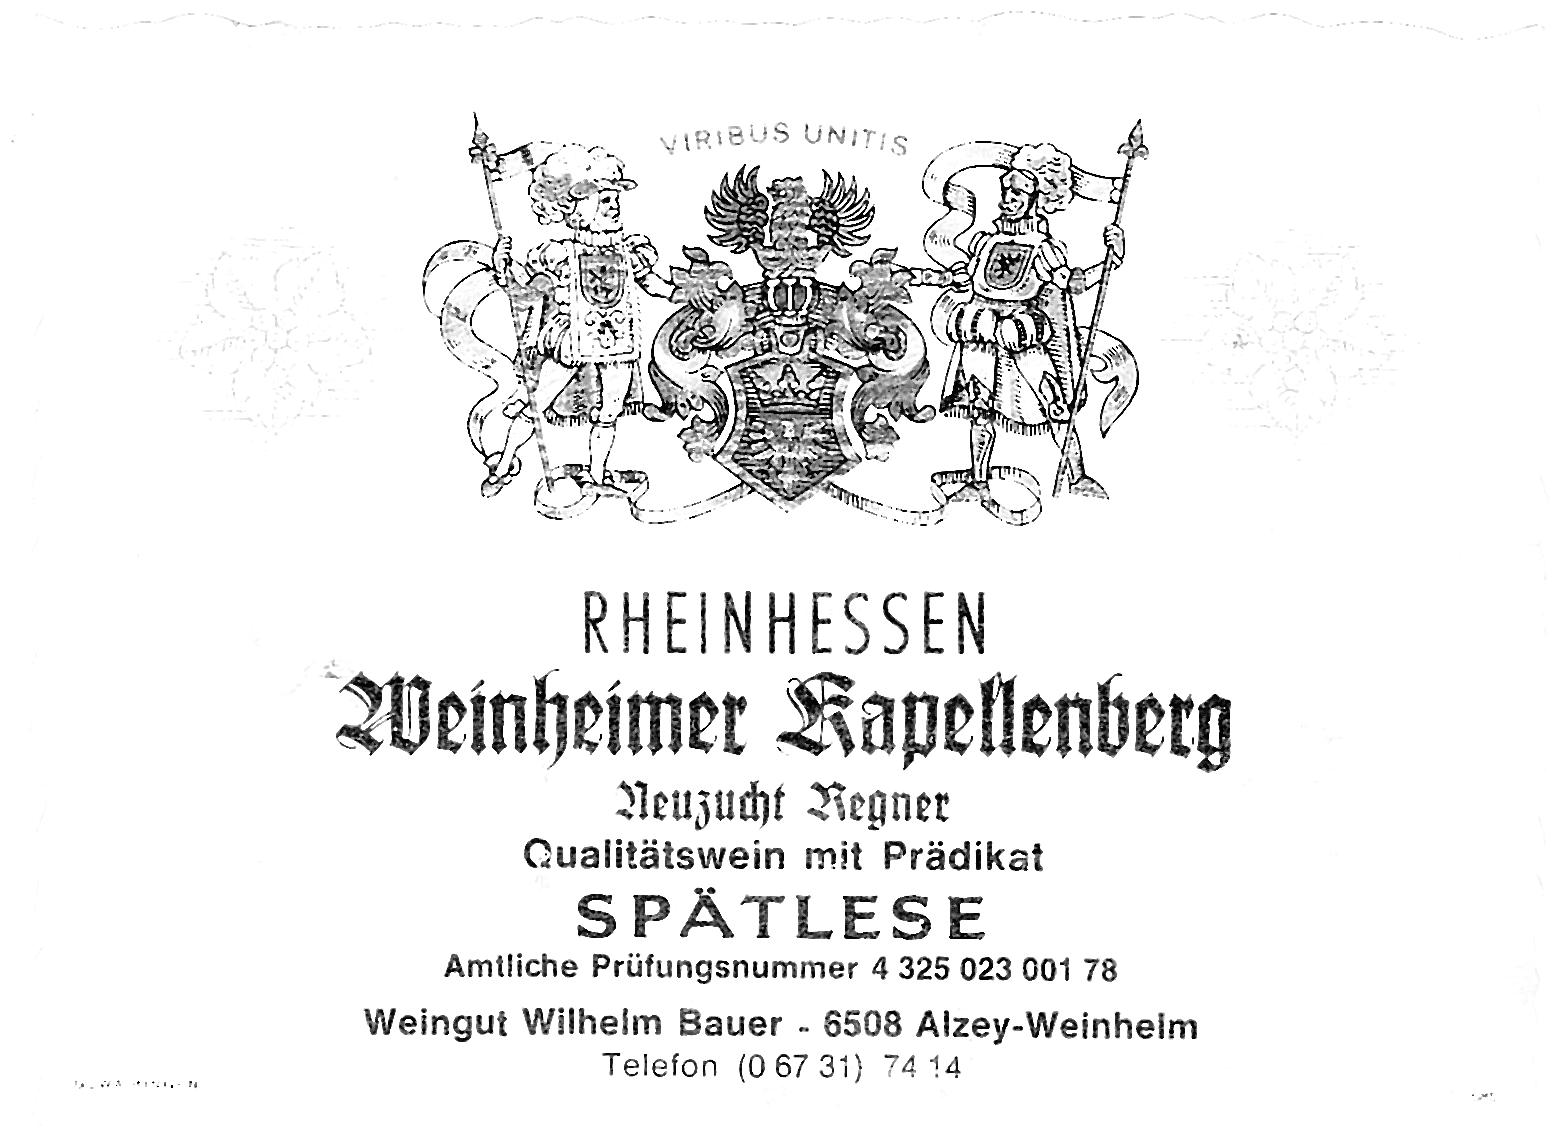 VIRIBUS UNITIS
RHEINHESSEN
Weinheimer Kapellenberg
Neuzucht Regner
Qualitätswein mit Prädikat
SPÄTLESE
Amtliche Prüfungsnummer 4 325 023 001 78
Weingut Wilhelm Bauer - 6508 Alzey-Weinheim
Telefon (0 67 31) 74 14